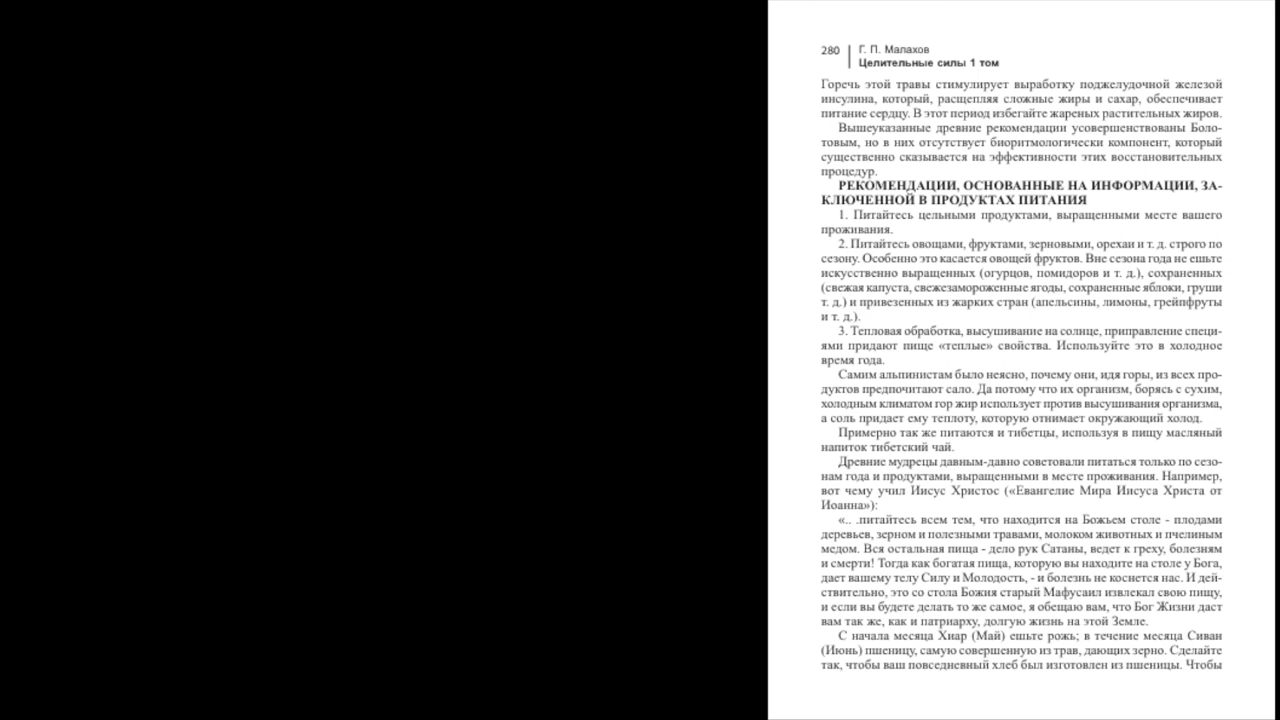 280
Г. П. Малахов
Целительные силы 1 том
Горечь этой травы стимулирует выработку поджелудочной железой
инсулина, который, расщепляя сложные жиры и сахар, обеспечивает
питание сердцу. В этот период избегайте жареных растительных жиров.
Вышеуказанные древние рекомендации усовершенствованы Боло-
товым, но в них отсутствует биоритмологически компонент, который
существенно сказывается на эффективности этих восстановительных
процедур.
РЕКОМЕНДАЦИИ, ОСНОВАННЫЕ НА ИНФОРМАЦИИ, ЗА-
КЛЮЧЕННОЙ В ПРОДУКТАХ ПИТАНИЯ
1. Питайтесь цельными продуктами, выращенными месте вашего
проживания.
2. Питайтесь овощами, фруктами, зерновыми, орехаи и т. д. строго по
сезону. Особенно это касается овощей фруктов. Вне сезона года не ешьте
искусственно выращенных (огурцов, помидоров и т. д.), сохраненных
(свежая капуста, свежезамороженные ягоды, сохраненные яблоки, груши
т. д.) и привезенных из жарких стран (апельсины, лимоны, грейпфруты
и т. д.).
3. Тепловая обработка, высушивание на солнце, приправление специ-
ями придают пище «теплые» свойства. Используйте это в холодное
время года.
Самим альпинистам было неясно, почему они, идя горы, из всех про-
дуктов предпочитают сало. Да потому что их организм, борясь с сухим,
холодным климатом гор жир использует против высушивания организма,
а соль придает ему теплоту, которую отнимает окружающий холод.
Примерно так же питаются и тибетцы, используя в пищу масляный
напиток тибетский чай.
Древние мудрецы давным-давно советовали питаться только по сезо-
нам года и продуктами, выращенными в месте проживания. Например,
вот чему учил Иисус Христос («Евангелие Мира Иисуса Христа от
Иоанна»):
«.. .питайтесь всем тем, что находится на Божьем столе - плодами
деревьев, зерном и полезными травами, молоком животных и пчелиным
медом. Вся остальная пища - дело рук Сатаны, ведет к греху, болезням
и смерти! Тогда как богатая пища, которую вы находите на столе у Бога,
дает вашему телу Силу и Молодость, - и болезнь не коснется нас. И дей-
ствительно, это со стола Божия старый Мафусаил извлекал свою пищу,
и если вы будете делать то же самое, я обещаю вам, что Бог Жизни даст
вам так же, как и патриарху, долгую жизнь на этой Земле.
С начала месяца Хиар (Май) ешьте рожь; в течение месяца Сиван
(Июнь) пшеницу, самую совершенную из трав, дающих зерно. Сделайте
так, чтобы ваш повседневный хлеб был изготовлен из пшеницы. Чтобы